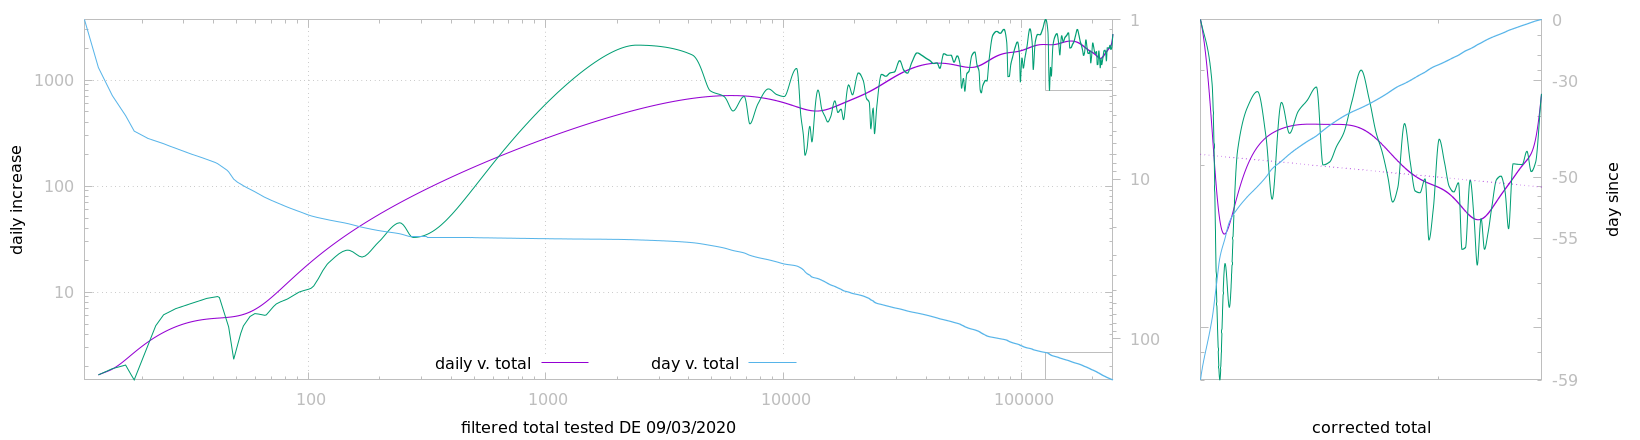 daily increase
1000
100
10
daily v. total
day v. total
1
10
100
100
1000
10000
100000
filtered total tested DE 09/03/2020
0
-30
-50
-55
-59
day since
corrected total